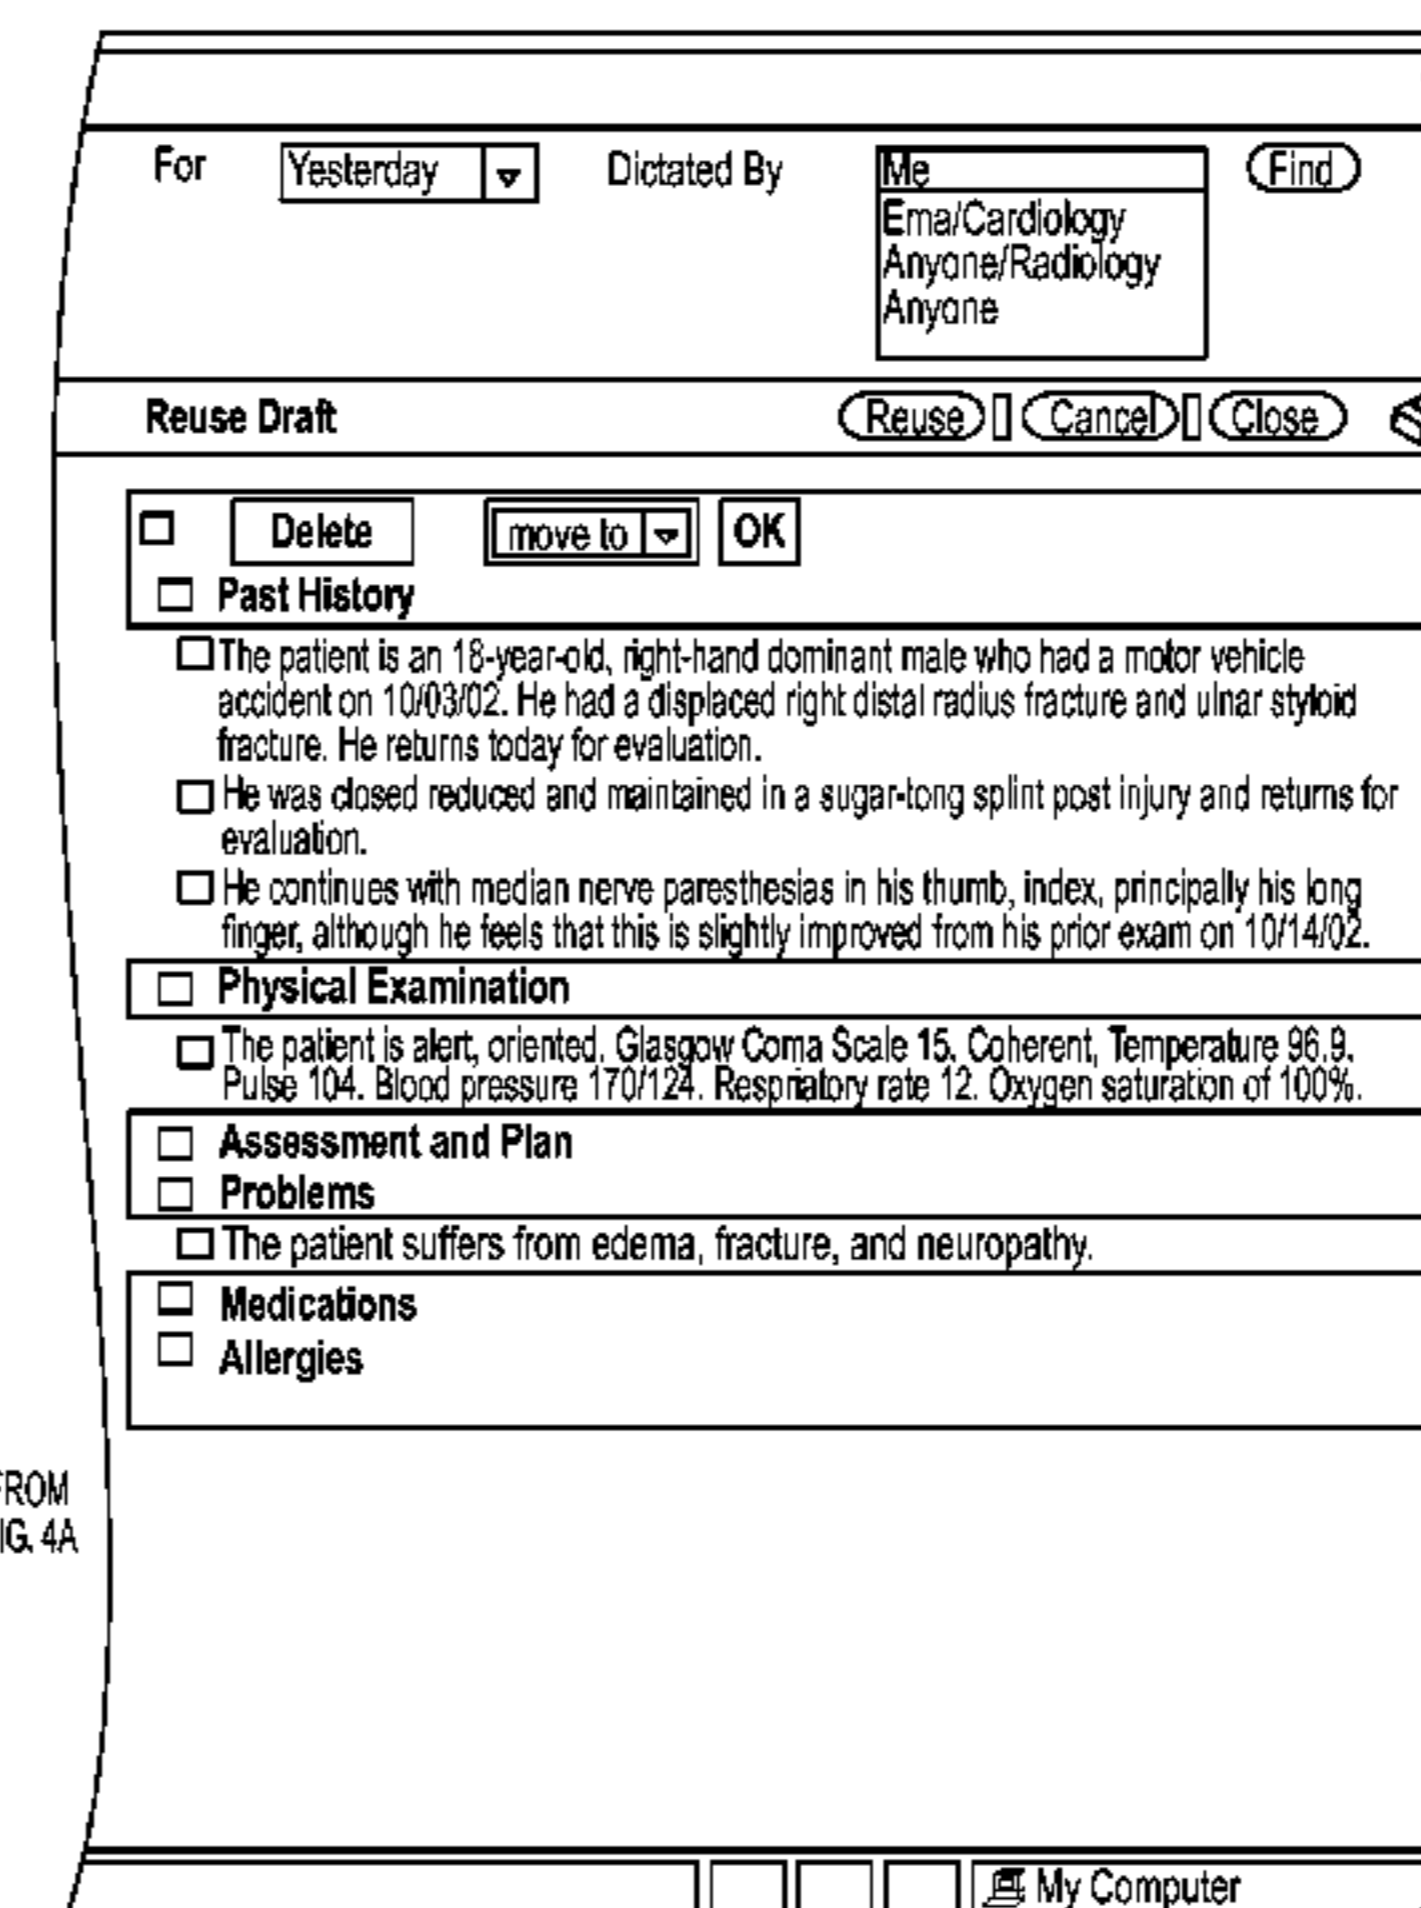 For Yesterday Dictated By Me Find
Ema/Cardiology
Anyone/Radiology
Anyone
Reuse Draft Reuse Cancel Close
Delete move to OK
Past History
The patient is an 18-year-old, right-hand dominant male who had a motor vehicle
accident on 10/03/02. He had a displaced right distal radius fracture and ulnar styloid
fracture. He returns today for evaluation.
He was closed reduced and maintained in a sugar-tong splint post injury and returns for
evaluation.
He continues with median nerve paresthesias in his thumb, index, principally his long
finger, although he feels that this is slightly improved from his prior exam on 10/14/02.
Physical Examination
The patient is alert, oriented. Glasgow Coma Scale 15. Coherent, Temperature 96.9.
Pulse 104. Blood pressure 170/124. Respriatory rate 12. Oxygen saturation of 100%.
Assessment and Plan
Problems
The patient suffers from edema, fracture, and neuropathy.
Medications
Allergies
FROM
IG. 4A
My Computer